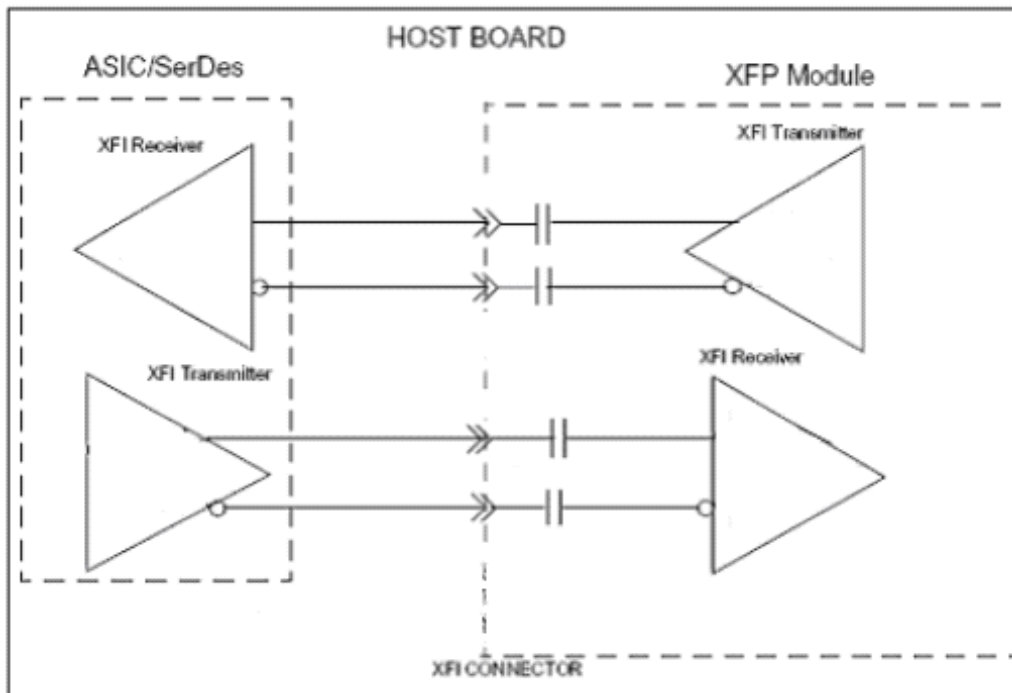 HOST BOARD
ASIC/SerDes
XFP Module
XFI Receiver
XFI Transmitter
XFI Transmitter
XFI Receiver
XFI CONNECTOR